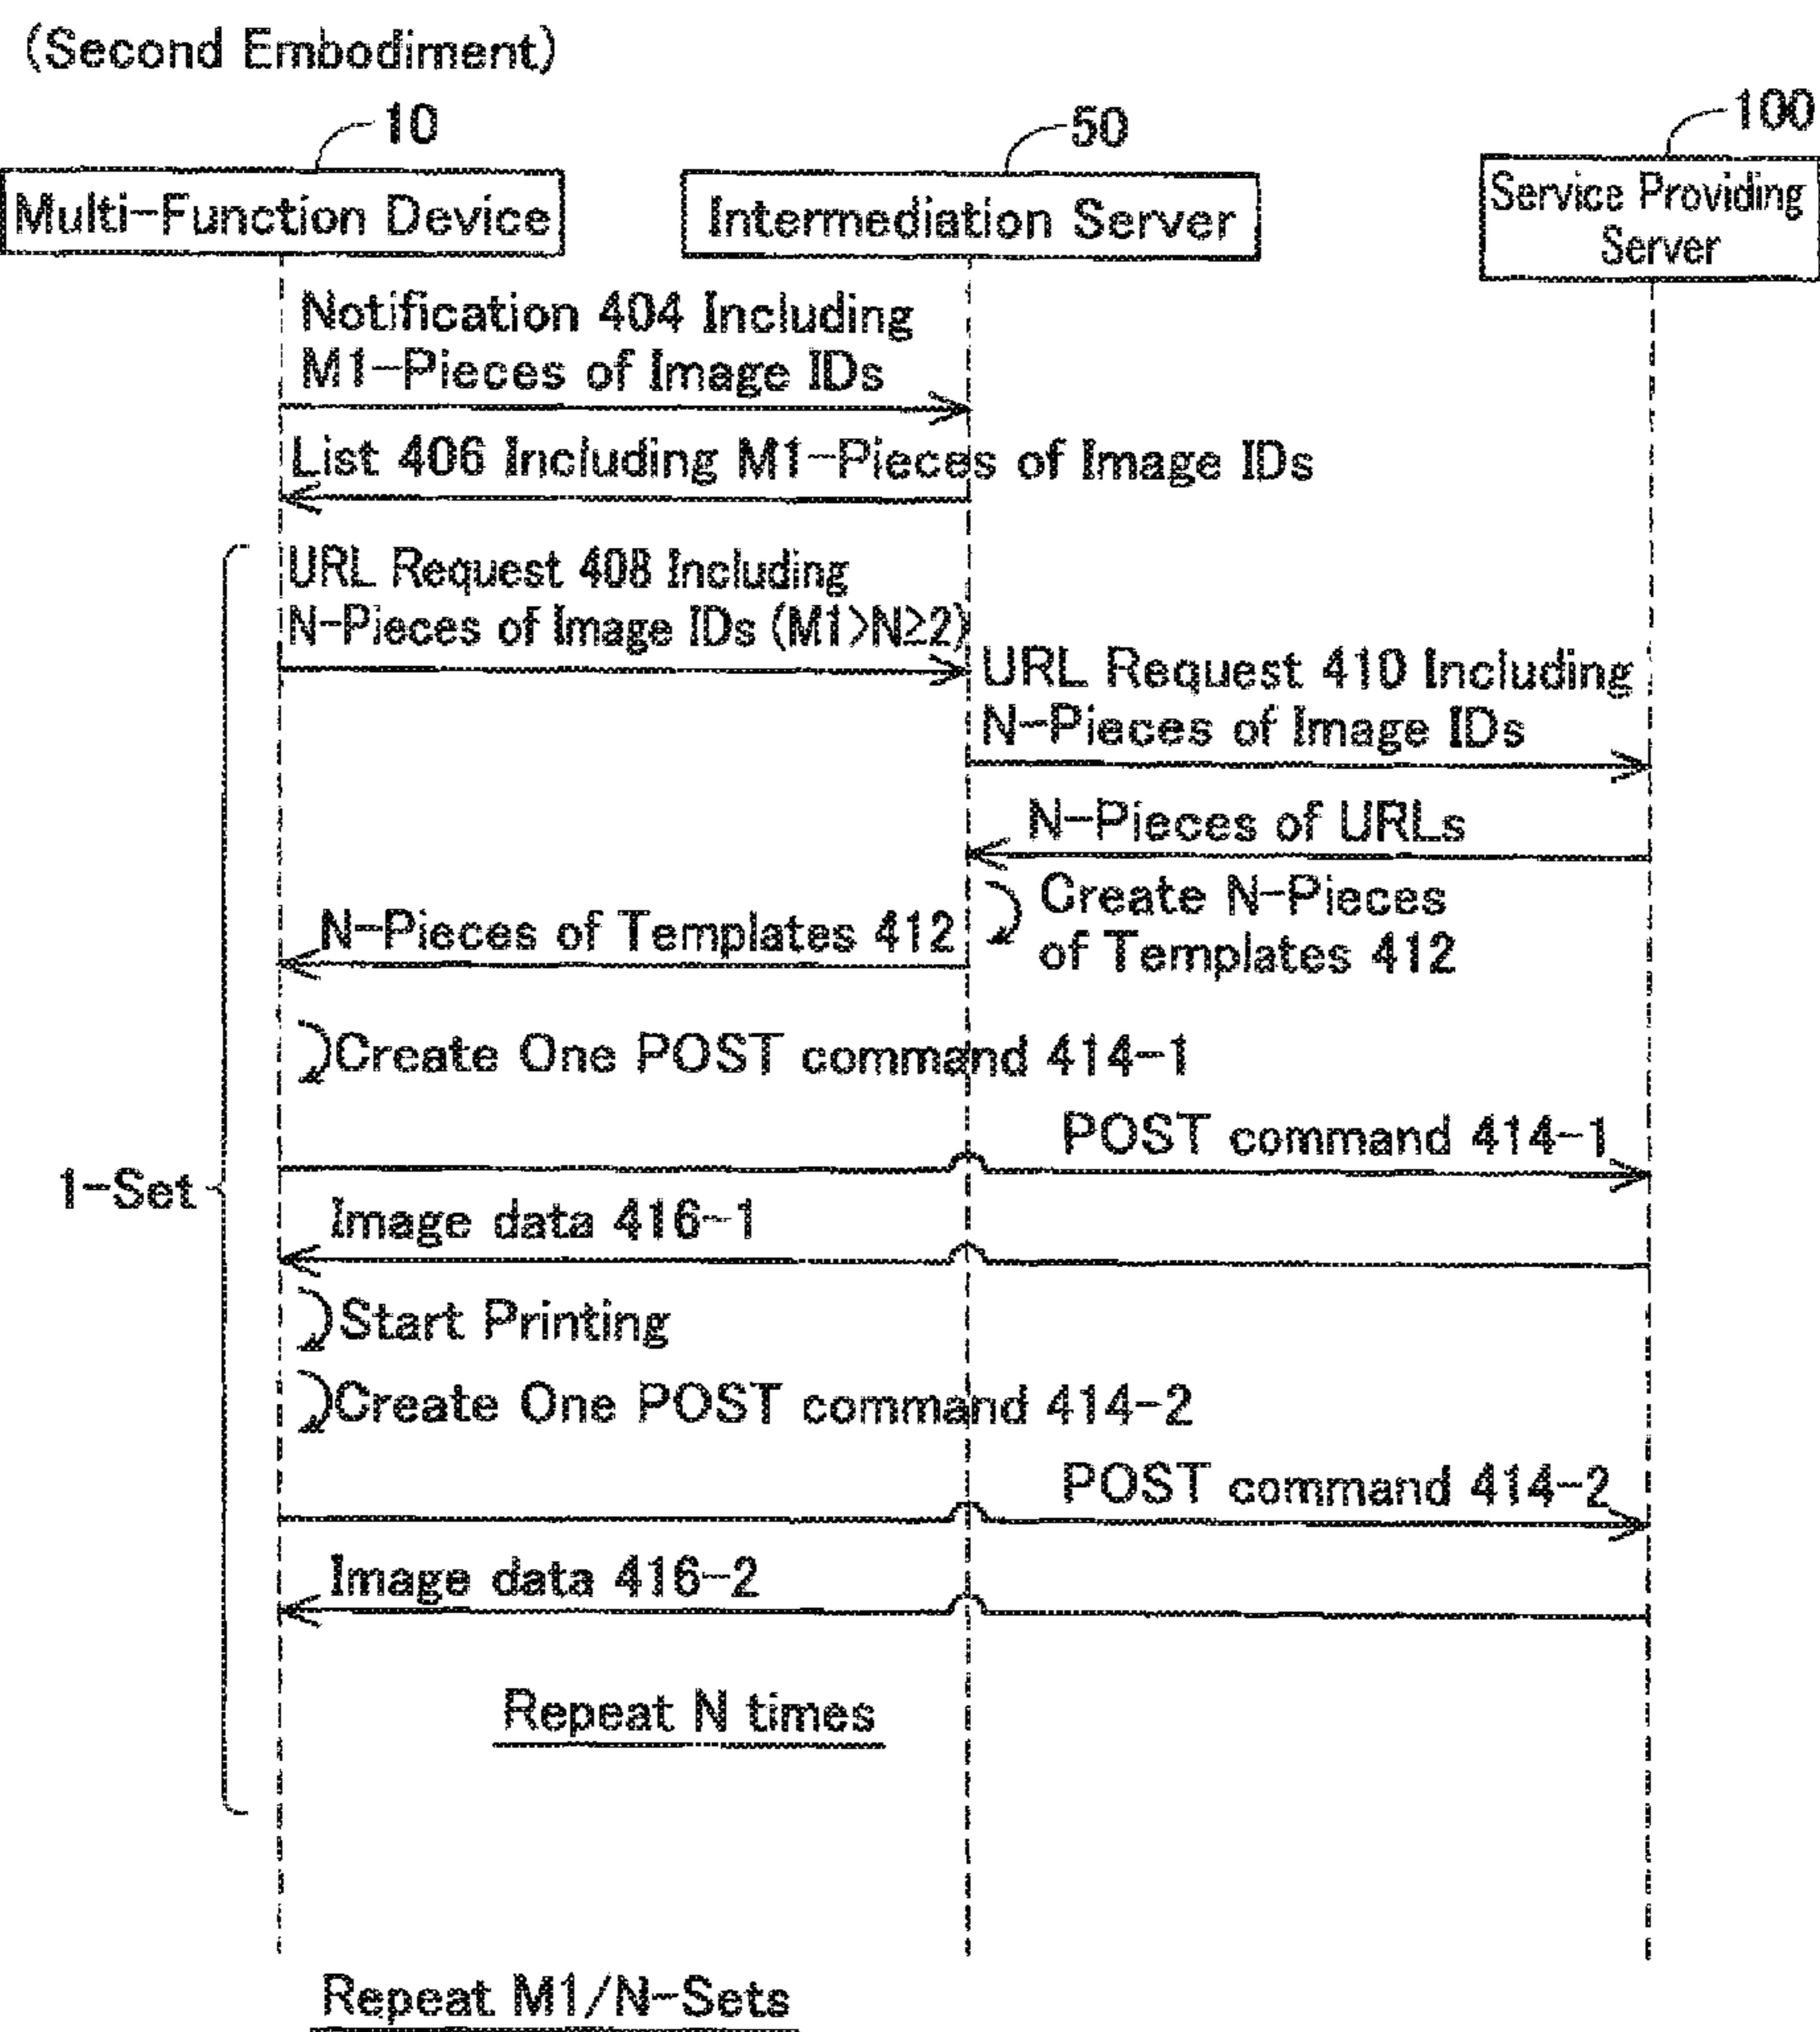 (Second Embodiment)
10
50
100
Multi-Function Device
Intermediation Server
Service Providing
Server
Notification 404 Including
M1-Pieces of Image IDs
List 406 Including M1-Pieces of Image IDs
URL Request 408 Including
N-Pieces of Image IDs (M1>N≥2)
URL Request 410 Including
N-Pieces of Image IDs
N-Pieces of URLs
Create N-Pieces
of Templates 412
N-Pieces of Templates 412
Create One POST command 414-1
POST command 414-1
1-Set
Image data 416-1
Start Printing
Create One POST command 414-2
POST command 414-2
Image data 416-2
Repeat N times
Repeat M1/N-Sets